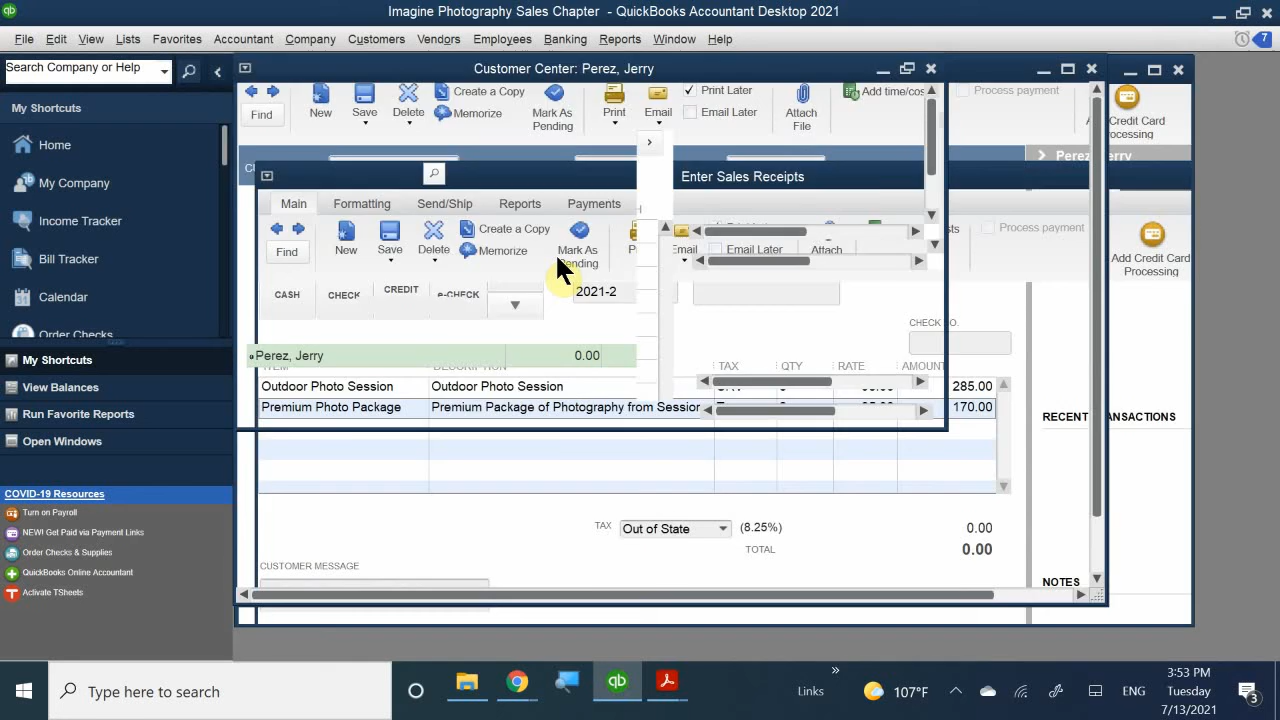 Imagine Photography Sales Chapter - QuickBooks Accountant Desktop 2021
File Edit View Lists Favorites Accountant Company Customers Vendors Employees Banking Reports Window Help
7
Search Company or Help
My Shortcuts
Home
My Company
Income Tracker
Bill Tracker
Calendar
Order Checks
My Shortcuts
View Balances
Run Favorite Reports
Open Windows
COVID-19 Resources
Turn on Payroll
NEW! Get Paid via Payment Links
Order Checks & Supplies
QuickBooks Online Accountant
Activate TSheets
Customer Center: Perez, Jerry
Find
New
Save
Delete
Create a Copy
Memorize
Mark As
Pending
Print
Email
Print Later
Email Later
Attach
File
Add time/cos
Process payment
Credit Card
Processing
Enter Sales Receipts
Main Formatting Send/Ship Reports Payments
Find
New
Save
Delete
Create a Copy
Memorize
Mark As
Pending
Email Later
Attach
Process payment
Add Credit Card
Processing
CASH
CHECK
CREDIT
e-CHECK
2021-2
CHECK NO.
Perez, Jerry 0.00
TAX QTY RATE AMOUNT
Outdoor Photo Session Outdoor Photo Session 285.00
Premium Photo Package Premium Package of Photography from Session 170.00
RECENT TRANSACTIONS
TAX Out of State (8.25%) 0.00
TOTAL 0.00
CUSTOMER MESSAGE
NOTES
Type here to search
Links
107°F
ENG
3:53 PM
Tuesday
7/13/2021
3